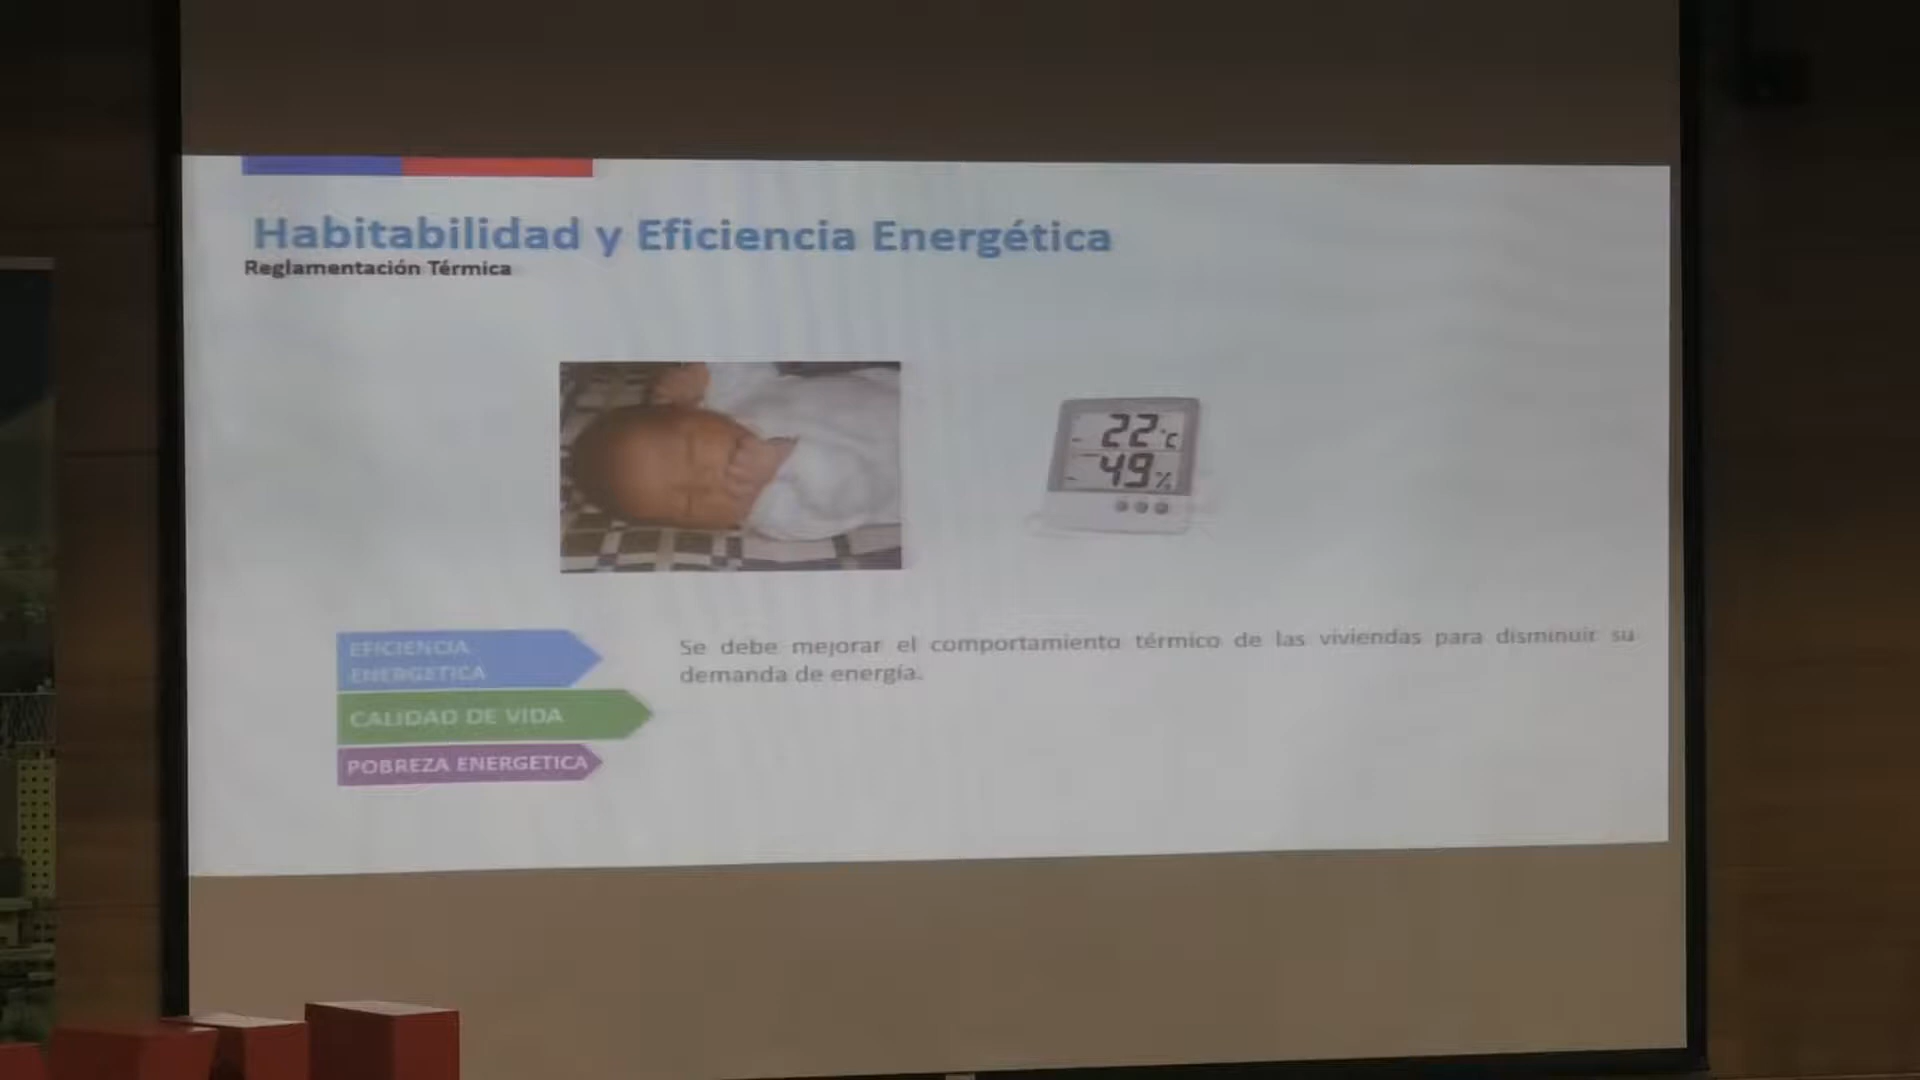 Habitabilidad y Eficiencia Energética
Reglamentación Térmica
22°C
49%
EFICIENCIA
ENERGETICA
CALIDAD DE VIDA
POBREZA ENERGETICA
Se debe mejorar el comportamiento térmico de las viviendas para disminuir su
demanda de energía.